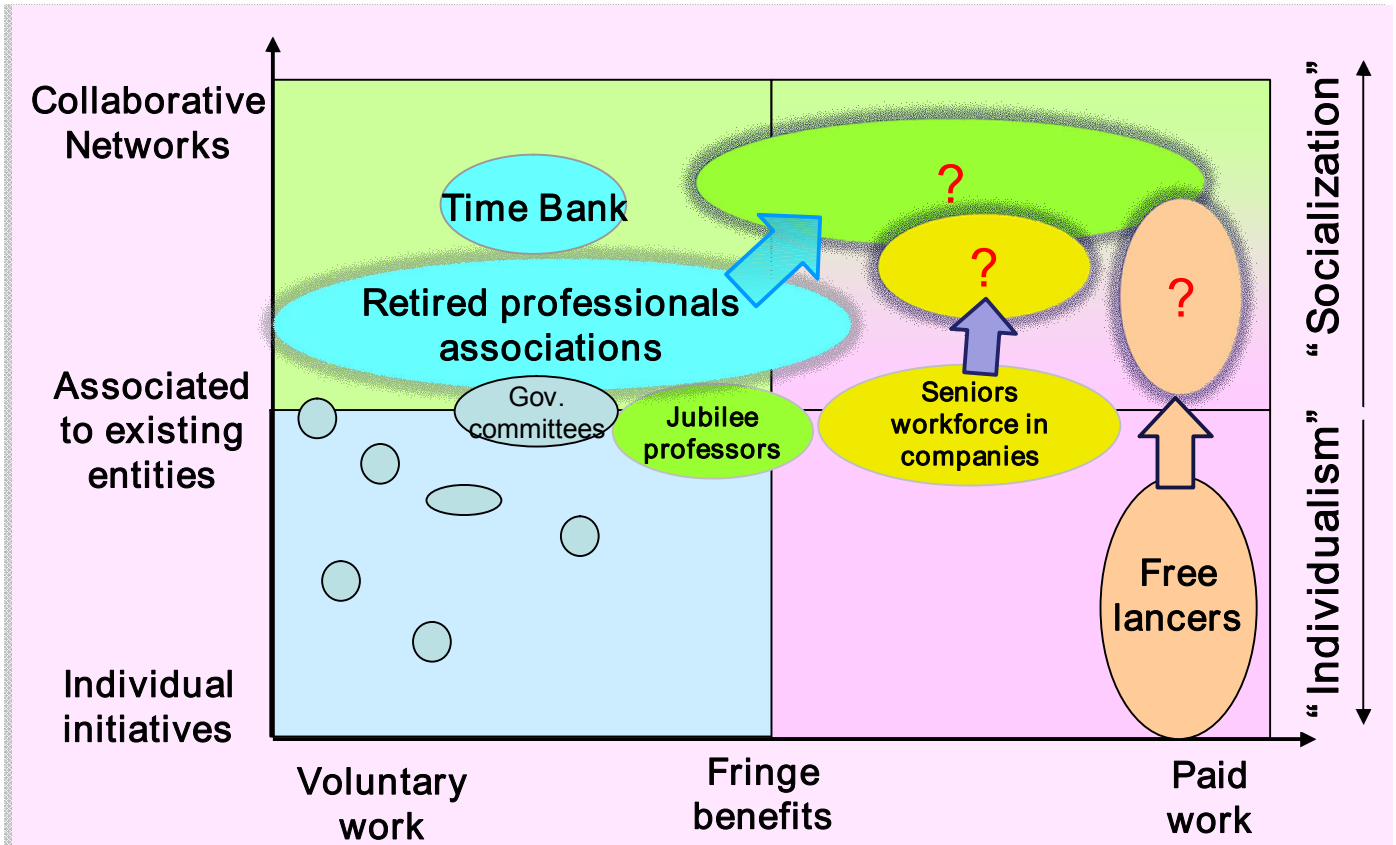 Collaborative
Networks
Associated
to existing
entities
Individual
initiatives
Time Bank
Retired professionals
associations
Gov.
committees
Jubilee
professors
?
?
?
Seniors
workforce in
companies
Free
lancers
Voluntary
work
Fringe
benefits
Paid
work
“ Socialization”
“Individualism”